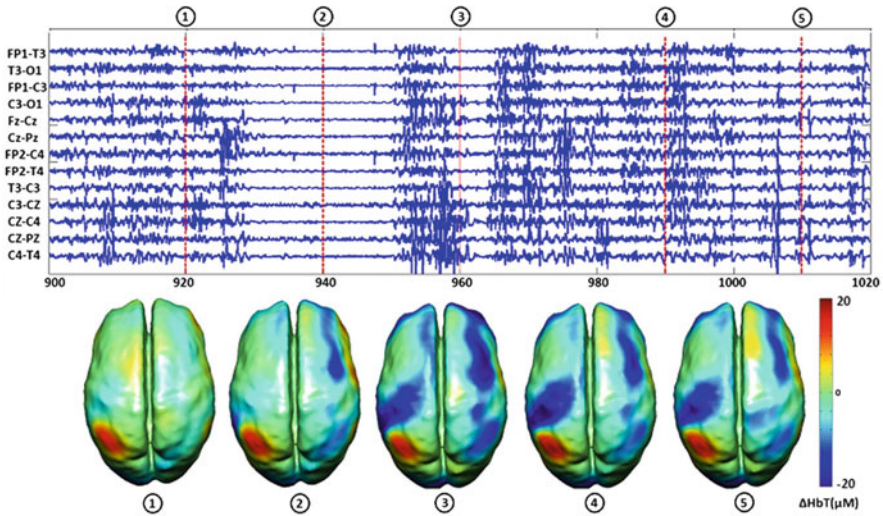 ① ② ③ ④ ⑤
FP1-T3
T3-O1
FP1-C3
C3-O1
Fz-Cz
Cz-Pz
FP2-C4
FP2-T4
T3-C3
C3-CZ
CZ-C4
CZ-PZ
C4-T4
900 920 940 960 980 1000 1020
20
0
-20
ΔHbT(μM)
① ② ③ ④ ⑤